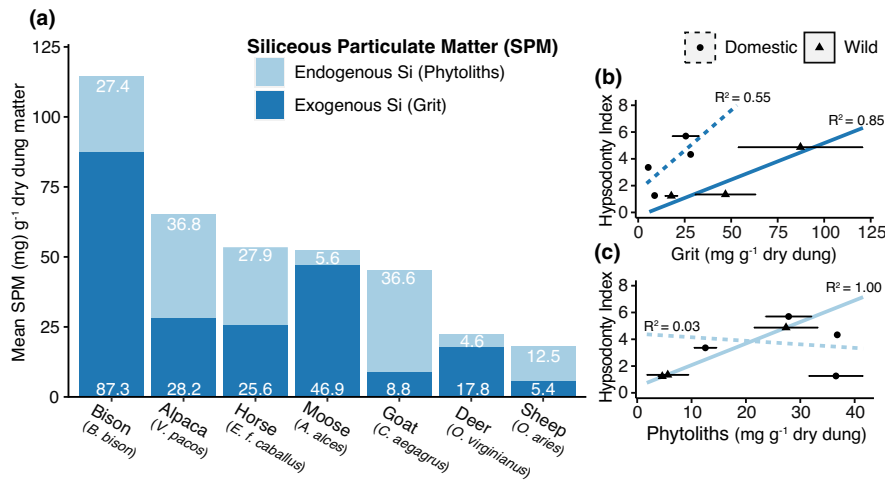 (a)
Siliceous Particulate Matter (SPM)
Endogenous Si (Phytoliths)
Exogenous Si (Grit)
Mean SPM (mg) g⁻¹ dry dung matter
125
100
75
50
25
0
27.4
87.3
36.8
28.2
27.9
25.6
5.6
46.9
36.6
8.8
4.6
17.8
12.5
5.4
Bison
(B. bison)
Alpaca
(V. pacos)
Horse
(E. f. caballus)
Moose
(A. alces)
Goat
(C. aegagrus)
Deer
(O. virginianus)
Sheep
(O. aries)
Domestic
Wild
(b)
R² = 0.55
R² = 0.85
Hypsodonty Index
8
6
4
2
0
0 25 50 75 100 125
Grit (mg g⁻¹ dry dung)
(c)
R² = 1.00
R² = 0.03
Hypsodonty Index
8
6
4
2
0
0 10 20 30 40
Phytoliths (mg g⁻¹ dry dung)